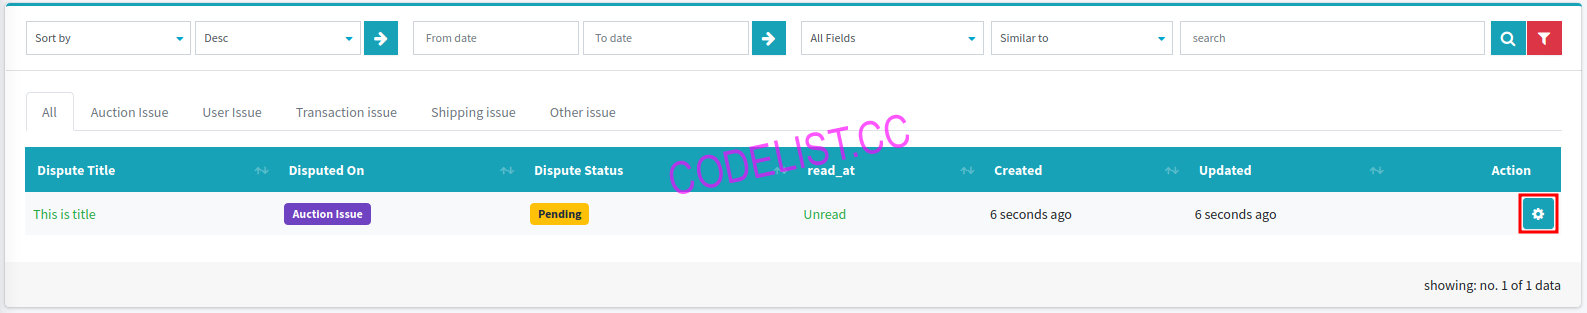 Sort by Desc From date To date All Fields Similar to search
All Auction Issue User Issue Transaction issue Shipping issue Other issue
CODELIST.CC
Dispute Title Disputed On Dispute Status read_at Created Updated Action
This is title Auction Issue Pending Unread 6 seconds ago 6 seconds ago
showing: no. 1 of 1 data